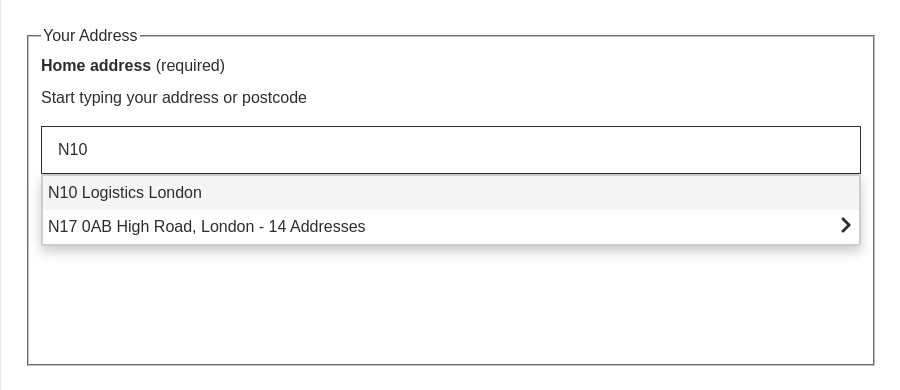 Your Address
Home address (required)
Start typing your address or postcode
N10
N10 Logistics London
N17 0AB High Road, London - 14 Addresses